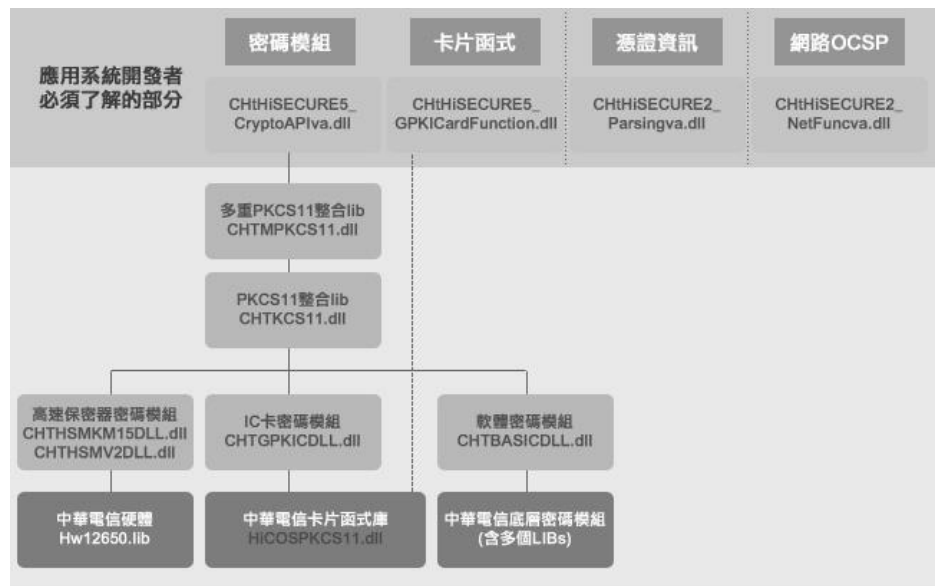 密碼模組
卡片函式
憑證資訊
網路OCSP
應用系統開發者
必須了解的部分
CHtHiSECURE5_
CryptoAPIva.dll
CHtHiSECURE5_
GPKICardFunction.dll
CHtHiSECURE2_
Parsingva.dll
CHtHiSECURE2_
NetFuncva.dll
多重PKCS11整合lib
CHTMPKCS11.dll
PKCS11整合lib
CHTKCS11.dll
高速保密器密碼模組
CHTHSMKM15DLL.dll
CHTHSMV2DLL.dll
IC卡密碼模組
CHTGPKICDLL.dll
軟體密碼模組
CHTBASICDLL.dll
中華電信硬體
Hw12650.lib
中華電信卡片函式庫
HiCOSPKCS11.dll
中華電信底層密碼模組
(含多個LIBs)